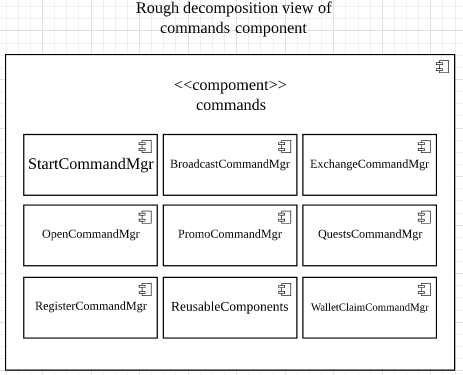 Rough decomposition view of
commands component
<<compoment>>
commands
StartCommandMgr
BroadcastCommandMgr
ExchangeCommandMgr
OpenCommandMgr
PromoCommandMgr
QuestsCommandMgr
RegisterCommandMgr
ReusableComponents
WalletClaimCommandMgr